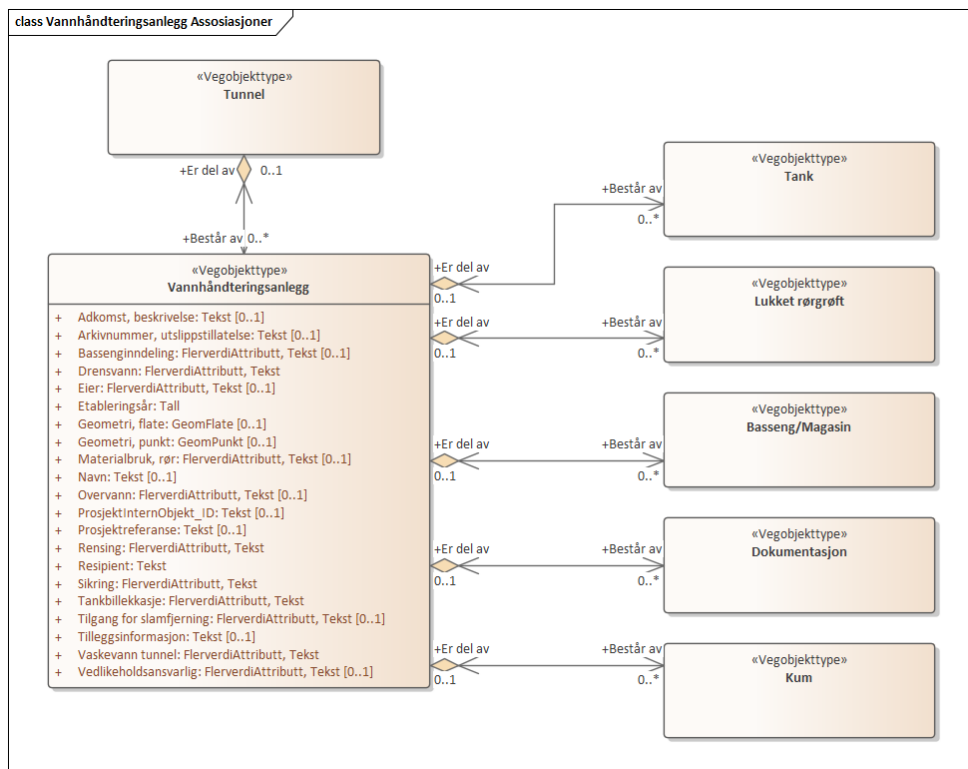 class Vannhåndteringsanlegg Assosiasjoner
«Vegobjekttype»
Tunnel
+Er del av 0..1
+Består av 0..*
«Vegobjekttype»
Vannhåndteringsanlegg
+ Adkomst, beskrivelse: Tekst [0..1]
+ Arkivnummer, utslippstillatelse: Tekst [0..1]
+ Bassenginndeling: FlerverdiAttributt, Tekst [0..1]
+ Drensvann: FlerverdiAttributt, Tekst
+ Eier: FlerverdiAttributt, Tekst [0..1]
+ Etableringsår: Tall
+ Geometri, flate: GeomFlate [0..1]
+ Geometri, punkt: GeomPunkt [0..1]
+ Materialbruk, rør: FlerverdiAttributt, Tekst [0..1]
+ Navn: Tekst [0..1]
+ Overvann: FlerverdiAttributt, Tekst [0..1]
+ ProsjektInternObjekt_ID: Tekst [0..1]
+ Prosjektreferanse: Tekst [0..1]
+ Rensing: FlerverdiAttributt, Tekst
+ Resipient: Tekst
+ Sikring: FlerverdiAttributt, Tekst
+ Tankbillekkasje: FlerverdiAttributt, Tekst
+ Tilgang for slamfjerning: FlerverdiAttributt, Tekst [0..1]
+ Tilleggsinformasjon: Tekst [0..1]
+ Vaskevann tunnel: FlerverdiAttributt, Tekst
+ Vedlikeholdsansvarlig: FlerverdiAttributt, Tekst [0..1]
+Er del av
0..1
+Består av
0..*
«Vegobjekttype»
Tank
+Er del av
0..1
+Består av
0..*
«Vegobjekttype»
Lukket rørgrøft
+Er del av
0..1
+Består av
0..*
«Vegobjekttype»
Basseng/Magasin
+Er del av
0..1
+Består av
0..*
«Vegobjekttype»
Dokumentasjon
+Er del av
0..1
+Består av
0..*
«Vegobjekttype»
Kum